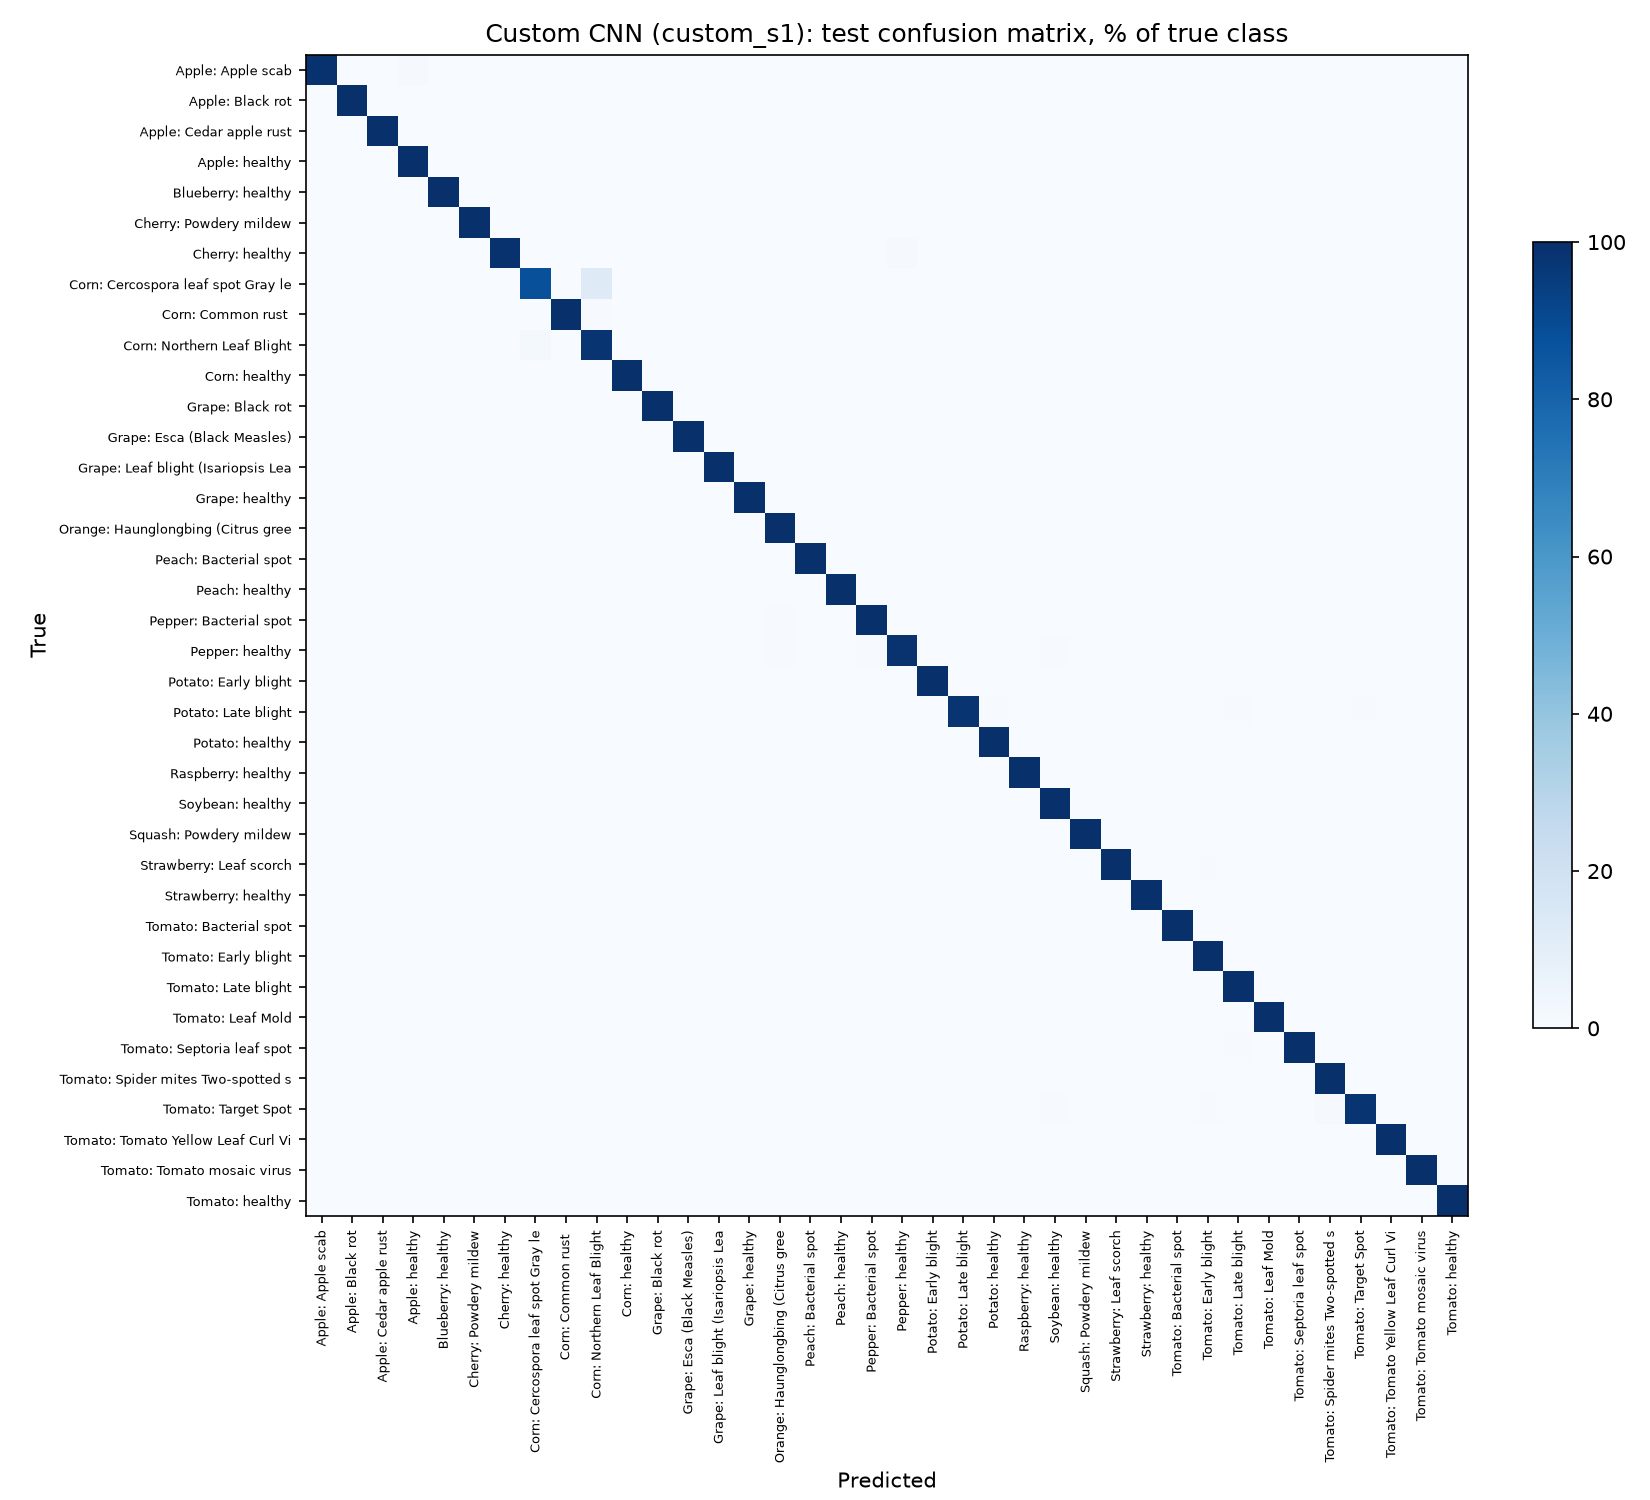 Custom CNN (custom_s1): test confusion matrix, % of true class
True
Apple: Apple scab
Apple: Black rot
Apple: Cedar apple rust
Apple: healthy
Blueberry: healthy
Cherry: Powdery mildew
Cherry: healthy
Corn: Cercospora leaf spot Gray le
Corn: Common rust
Corn: Northern Leaf Blight
Corn: healthy
Grape: Black rot
Grape: Esca (Black Measles)
Grape: Leaf blight (Isariopsis Lea
Grape: healthy
Orange: Haunglongbing (Citrus gree
Peach: Bacterial spot
Peach: healthy
Pepper: Bacterial spot
Pepper: healthy
Potato: Early blight
Potato: Late blight
Potato: healthy
Raspberry: healthy
Soybean: healthy
Squash: Powdery mildew
Strawberry: Leaf scorch
Strawberry: healthy
Tomato: Bacterial spot
Tomato: Early blight
Tomato: Late blight
Tomato: Leaf Mold
Tomato: Septoria leaf spot
Tomato: Spider mites Two-spotted s
Tomato: Target Spot
Tomato: Tomato Yellow Leaf Curl Vi
Tomato: Tomato mosaic virus
Tomato: healthy
100
80
60
40
20
0
Apple: Apple scab
Apple: Black rot
Apple: Cedar apple rust
Apple: healthy
Blueberry: healthy
Cherry: Powdery mildew
Cherry: healthy
Corn: Cercospora leaf spot Gray le
Corn: Common rust
Corn: Northern Leaf Blight
Corn: healthy
Grape: Black rot
Grape: Esca (Black Measles)
Grape: Leaf blight (Isariopsis Lea
Grape: healthy
Orange: Haunglongbing (Citrus gree
Peach: Bacterial spot
Peach: healthy
Pepper: Bacterial spot
Pepper: healthy
Potato: Early blight
Potato: Late blight
Potato: healthy
Raspberry: healthy
Soybean: healthy
Squash: Powdery mildew
Strawberry: Leaf scorch
Strawberry: healthy
Tomato: Bacterial spot
Tomato: Early blight
Tomato: Late blight
Tomato: Leaf Mold
Tomato: Septoria leaf spot
Tomato: Spider mites Two-spotted s
Tomato: Target Spot
Tomato: Tomato Yellow Leaf Curl Vi
Tomato: Tomato mosaic virus
Tomato: healthy
Predicted